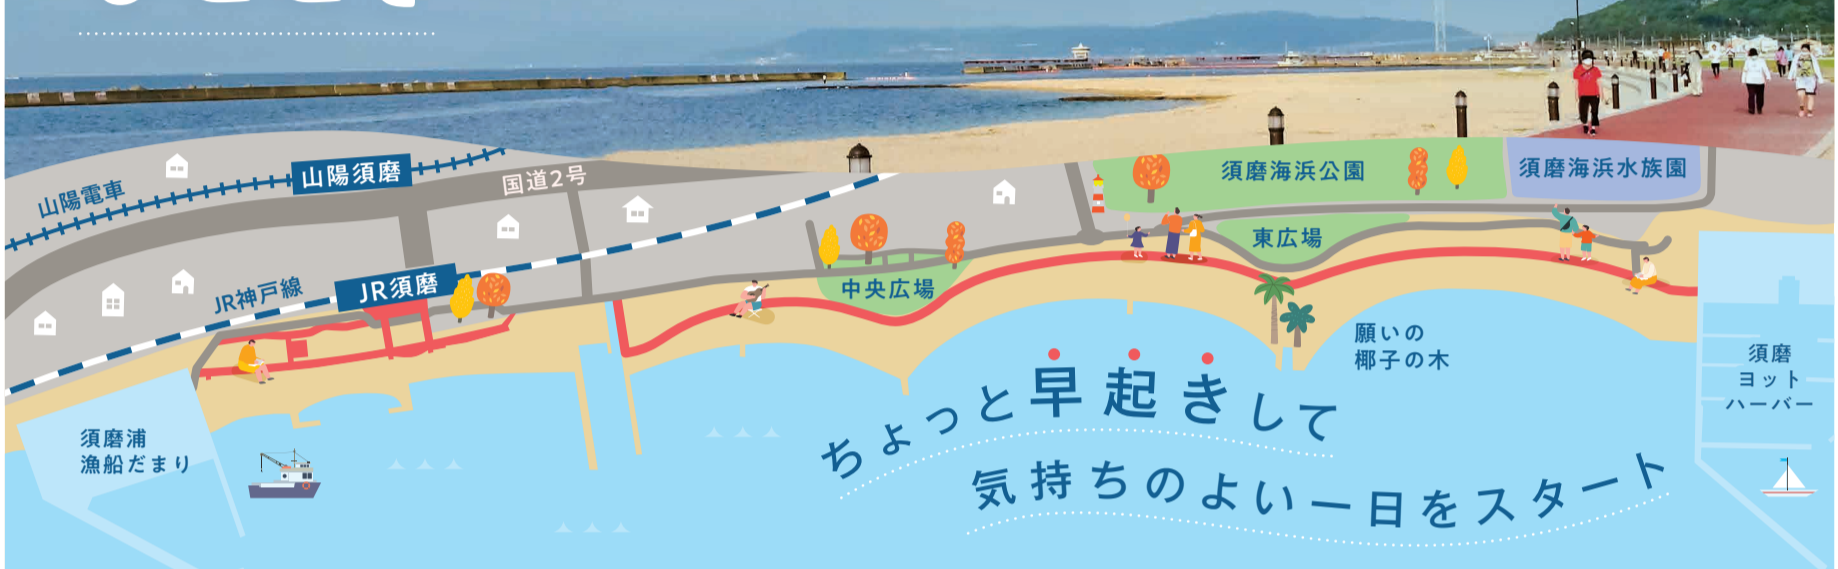 山陽電車
山陽須磨
国道2号
須磨海浜公園
須磨海浜水族園
JR神戸線
JR須磨
中央広場
東広場
願いの
椰子の木
須磨
ヨット
ハーバー
須磨浦
漁船だまり
ちょっと早起きして
気持ちのよい一日をスタート